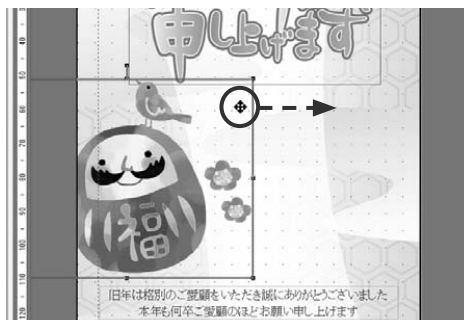 申し上げます
福
旧年は格別のご愛顧をいただき誠にありがとうございました
本年も何卒ご愛顧のほどお願い申し上げます